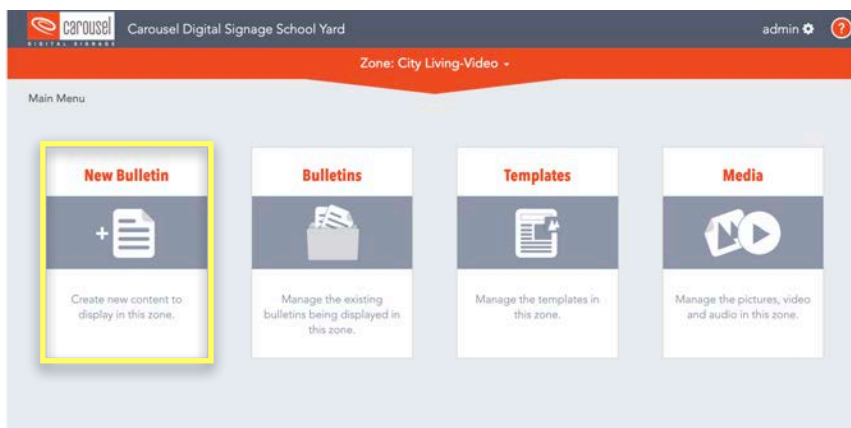 carousel
DIGITAL SIGNAGE
Carousel Digital Signage School Yard
admin
?
Zone: City Living-Video
Main Menu
New Bulletin
Bulletins
Templates
Media
+
Create new content to
display in this zone.
Manage the existing
bulletins being displayed in
this zone.
Manage the templates in
this zone.
Manage the pictures, video
and audio in this zone.